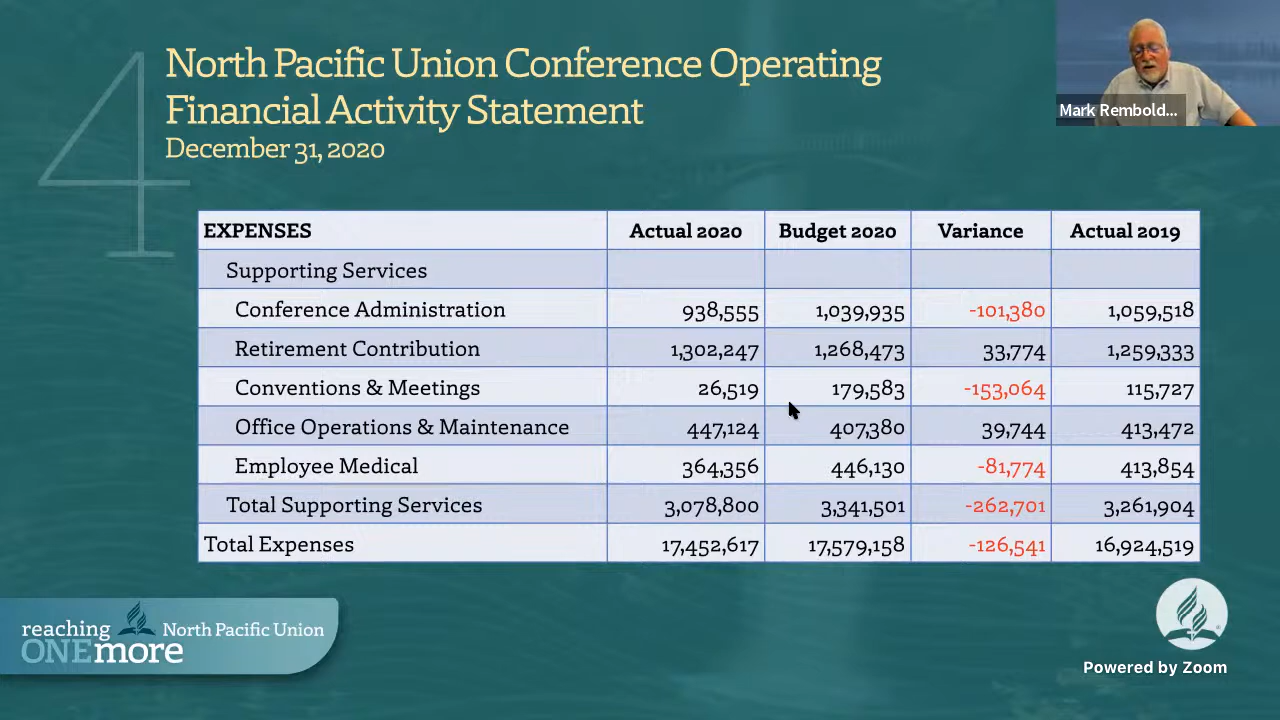 4
North Pacific Union Conference Operating
Financial Activity Statement
December 31, 2020
Mark Rembold...
EXPENSES Actual 2020 Budget 2020 Variance Actual 2019
Supporting Services
Conference Administration 938,555 1,039,935 -101,380 1,059,518
Retirement Contribution 1,302,247 1,268,473 33,774 1,259,333
Conventions & Meetings 26,519 179,583 -153,064 115,727
Office Operations & Maintenance 447,124 407,380 39,744 413,472
Employee Medical 364,356 446,130 -81,774 413,854
Total Supporting Services 3,078,800 3,341,501 -262,701 3,261,904
Total Expenses 17,452,617 17,579,158 -126,541 16,924,519
reaching North Pacific Union
ONEmore
Powered by Zoom